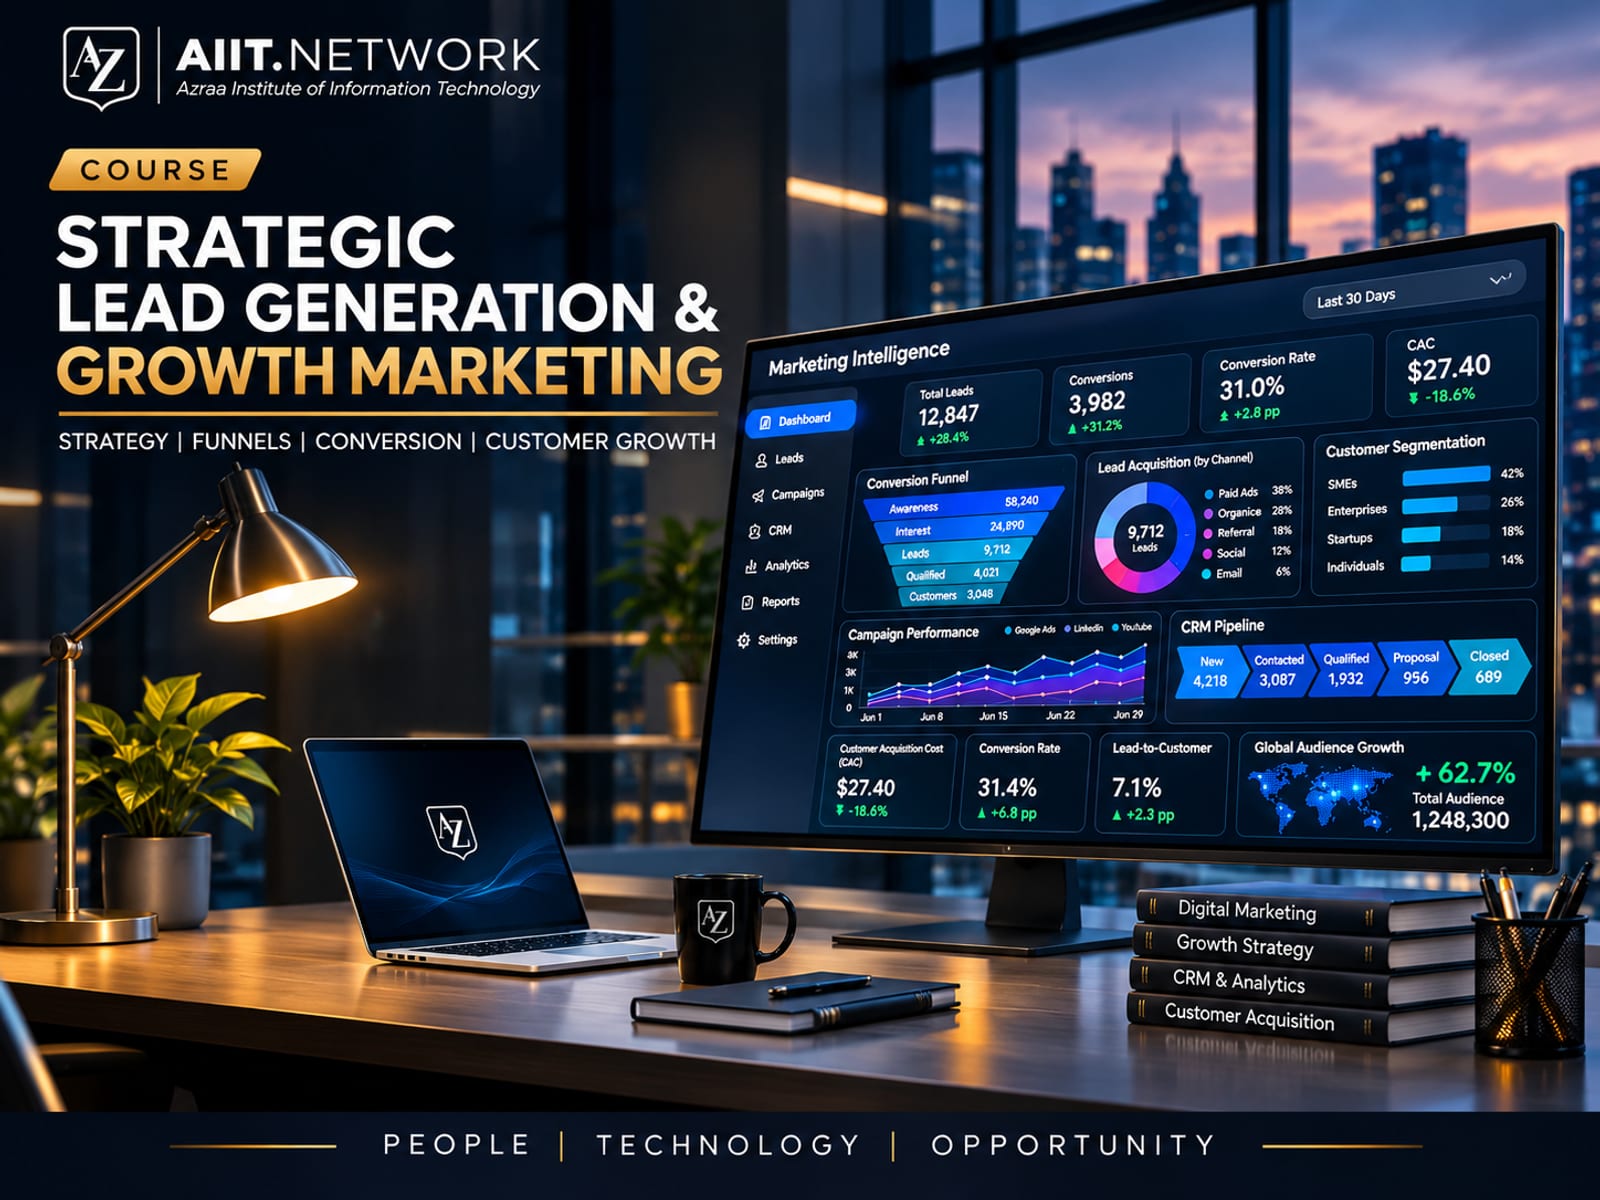 AZ
AIIT.NETWORK
Azraa Institute of Information Technology
COURSE
STRATEGIC
LEAD GENERATION &
GROWTH MARKETING
STRATEGY | FUNNELS | CONVERSION | CUSTOMER GROWTH
Last 30 Days
Marketing Intelligence
Dashboard
Leads
Campaigns
CRM
Analytics
Reports
Settings
Total Leads
12,847
+28.4%
Conversions
3,982
+31.2%
Conversion Rate
31.0%
+2.8 pp
CAC
$27.40
-18.6%
Conversion Funnel
Awareness 58,240
Interest 24,890
Leads 9,712
Qualified 4,021
Customers 3,048
Lead Acquisition (by Channel)
9,712
Leads
Paid Ads 38%
Organice 28%
Referral 18%
Social 12%
Email 6%
Customer Segmentation
SMEs 42%
Enterprises 26%
Startups 18%
Individuals 14%
Campaign Performance
Google Ads Linkedin Youtube
3K
3K
1K
0
Jun 1 Jun 8 Jun 15 Jun 22 Jun 29
CRM Pipeline
New Contacted Qualified Proposal Closed
4,218 3,087 1,932 956 689
Customer Acquisition Cost
(CAC)
$27.40
-18.6%
Conversion Rate
31.4%
+6.8 pp
Lead-to-Customer
7.1%
+2.3 pp
Global Audience Growth
+ 62.7%
Total Audience
1,248,300
AZ
AZ
Digital Marketing
Growth Strategy
CRM & Analytics
Customer Acquisition
PEOPLE | TECHNOLOGY | OPPORTUNITY